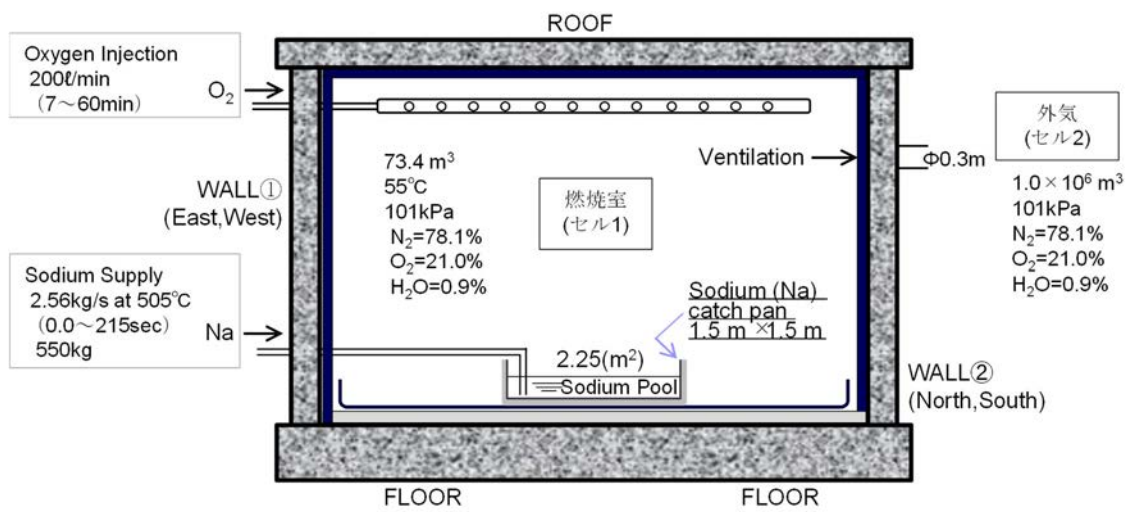 ROOF
Oxygen Injection
200ℓ/min
(7～60min)
O₂
73.4 m³
55℃
101kPa
N₂=78.1%
O₂=21.0%
H₂O=0.9%
燃焼室
(セル1)
Ventilation
Φ0.3m
外気
(セル2)
1.0×10⁶ m³
101kPa
N₂=78.1%
O₂=21.0%
H₂O=0.9%
WALL①
(East,West)
Sodium Supply
2.56kg/s at 505℃
(0.0～215sec)
550kg
Na
Sodium (Na)
catch pan
1.5 m ×1.5 m
2.25(m²)
Sodium Pool
WALL②
(North,South)
FLOOR
FLOOR